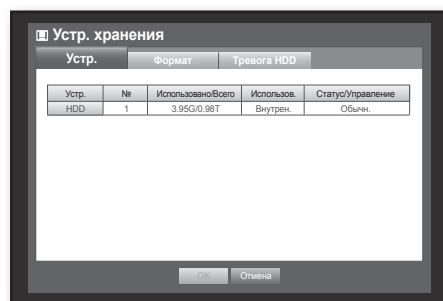 Устр. хранения
Устр. Формат Тревога HDD
Устр. № Использовано/Всего Использов. Статус/Управление
HDD 1 3.95G/0.98T Внутрен. Обычн.
OK Отмена